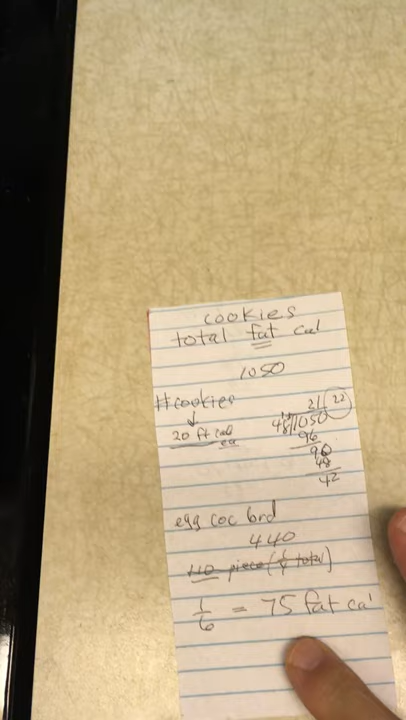 cookies
total fat cal
1050
#cookies
↓
20 ft cal
ea
21 22
48 1050
96
90
48
42
egg coc brd
440
110 piece (1/4 total)
1/6 = 75 fat cal